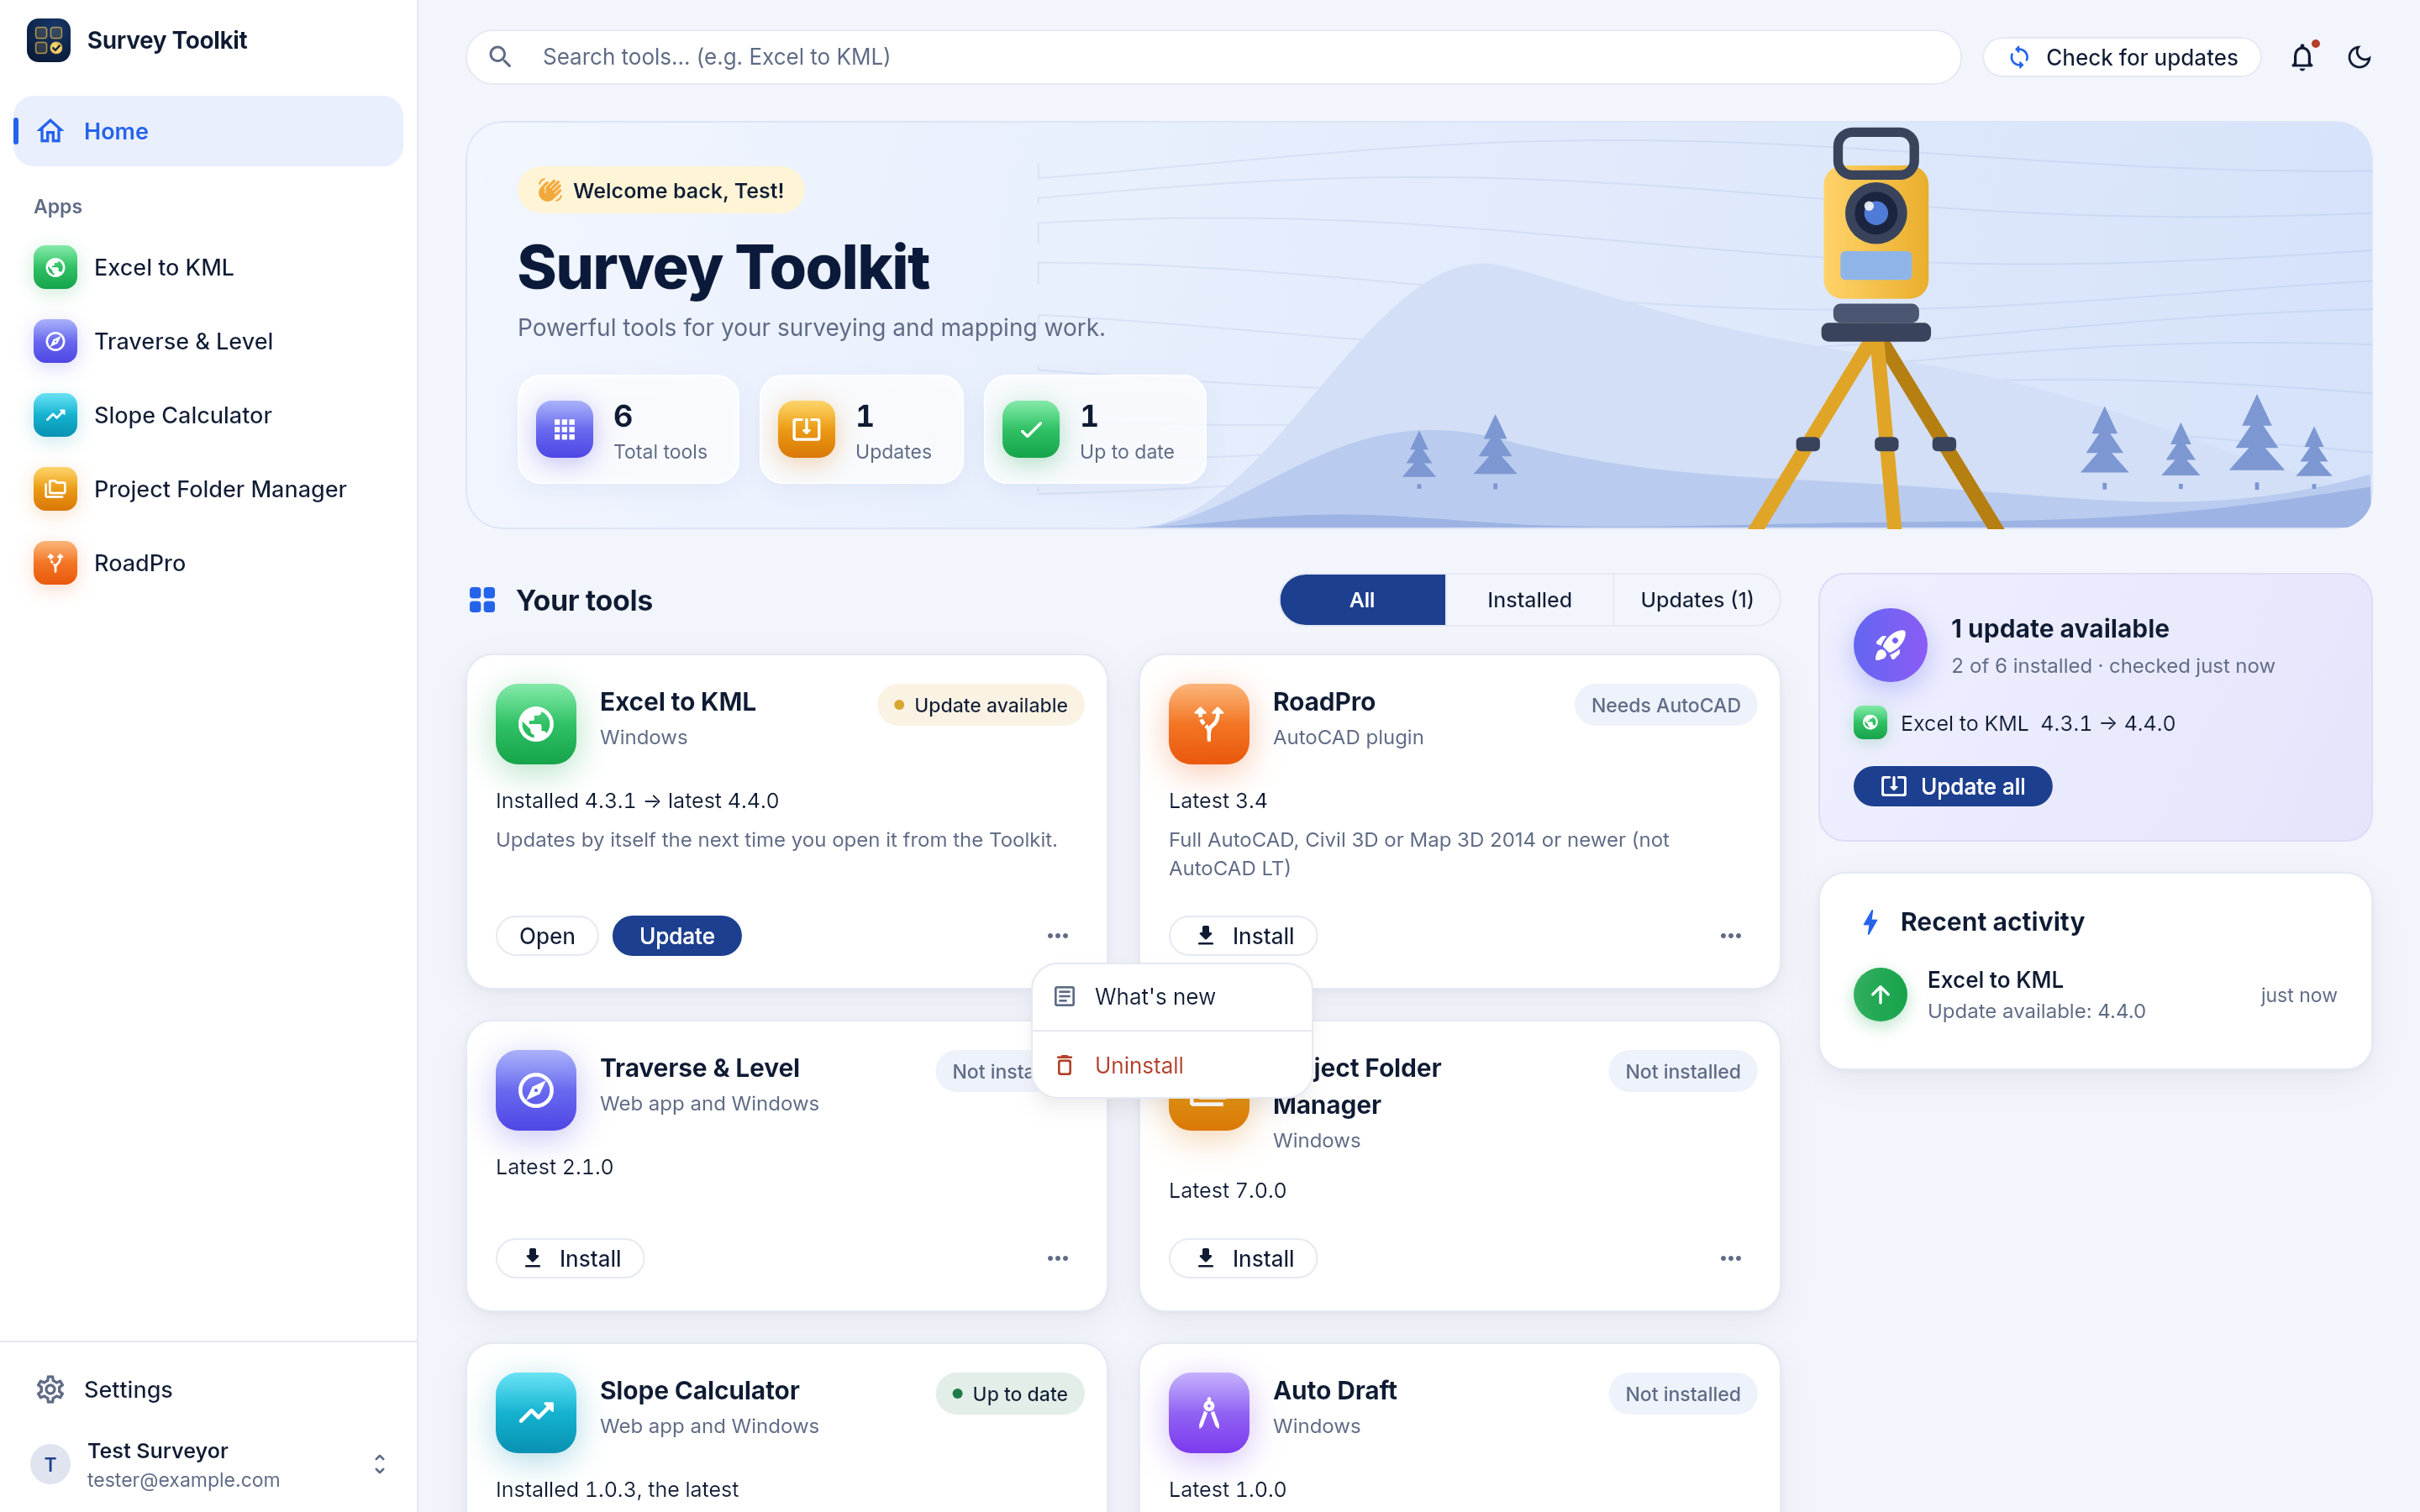 Survey Toolkit
Search tools... (e.g. Excel to KML)
Check for updates
Home
Apps
Excel to KML
Traverse & Level
Slope Calculator
Project Folder Manager
RoadPro
Welcome back, Test!
Survey Toolkit
Powerful tools for your surveying and mapping work.
6
Total tools
1
Updates
1
Up to date
Your tools
All
Installed
Updates (1)
Excel to KML
Update available
Windows
Installed 4.3.1 → latest 4.4.0
Updates by itself the next time you open it from the Toolkit.
Open
Update
RoadPro
Needs AutoCAD
AutoCAD plugin
Latest 3.4
Full AutoCAD, Civil 3D or Map 3D 2014 or newer (not
AutoCAD LT)
Install
What's new
Uninstall
Traverse & Level
Web app and Windows
Latest 2.1.0
Install
Folder
Manager
Not installed
Windows
Latest 7.0.0
Install
Slope Calculator
Up to date
Web app and Windows
Installed 1.0.3, the latest
Auto Draft
Not installed
Windows
Latest 1.0.0
1 update available
2 of 6 installed · checked just now
Excel to KML 4.3.1 → 4.4.0
Update all
Recent activity
Excel to KML
Update available: 4.4.0
just now
Settings
T
Test Surveyor
tester@example.com